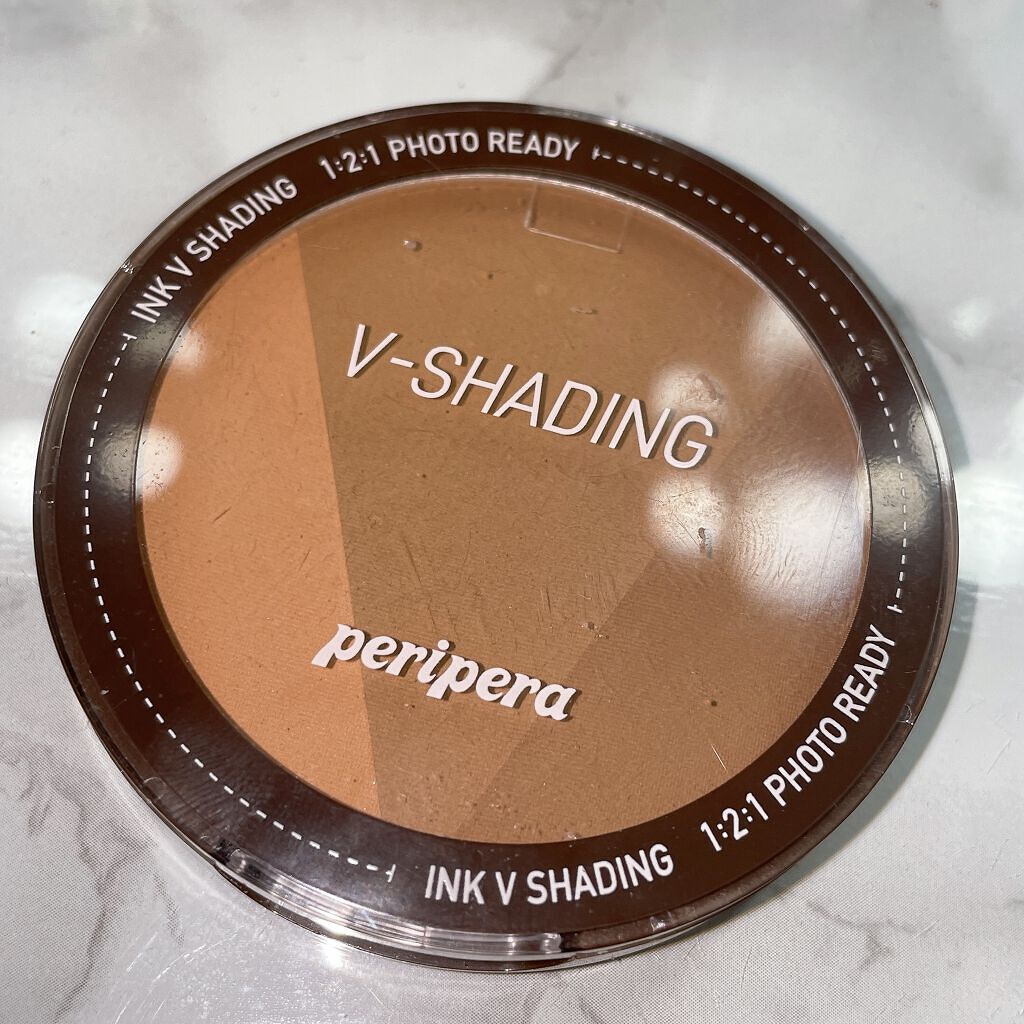 INK V SHADING
1:2:1 PHOTO READY
V-SHADING
peripera
INK V SHADING
1:2:1 PHOTO READY